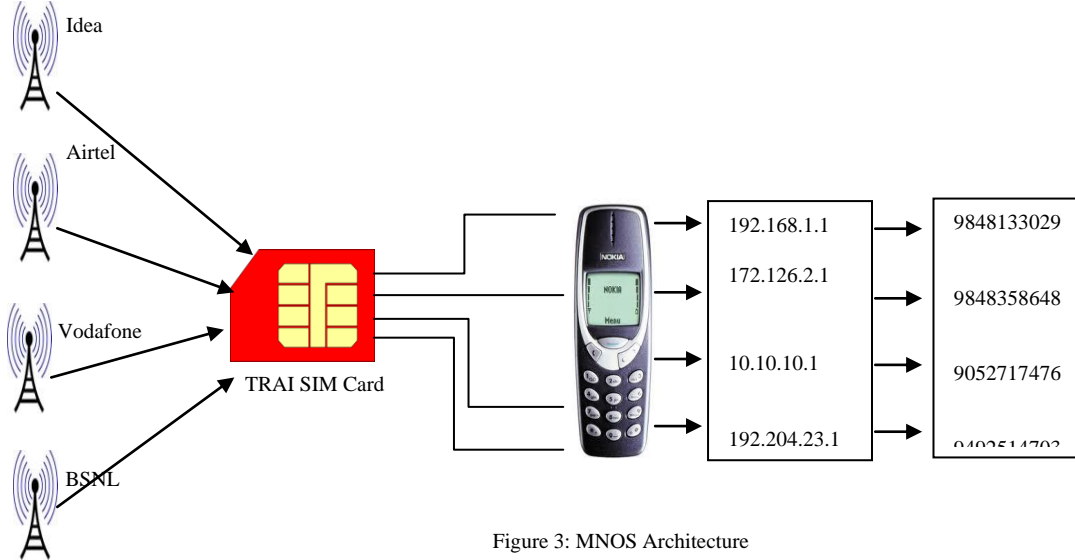 Idea
Airtel
Vodafone
BSNL
TRAI SIM Card
NOKIA
NOKIA
Menu
192.168.1.1
172.126.2.1
10.10.10.1
192.204.23.1
9848133029
9848358648
9052717476
Figure 3: MNOS Architecture